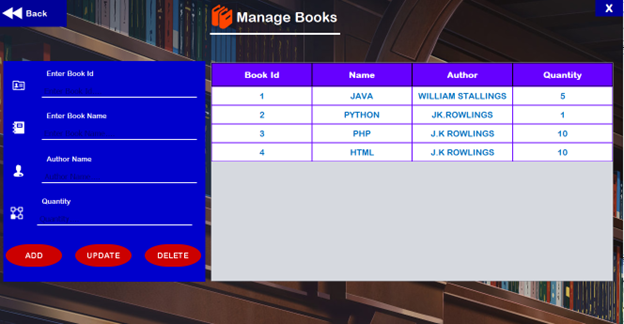 Back
Manage Books
X
Enter Book Id
Enter Book Name
Author Name
Quantity
ADD UPDATE DELETE
Book Id Name Author Quantity
1 JAVA WILLIAM STALLINGS 5
2 PYTHON JK.ROWLINGS 1
3 PHP J.K ROWLINGS 10
4 HTML J.K ROWLINGS 10